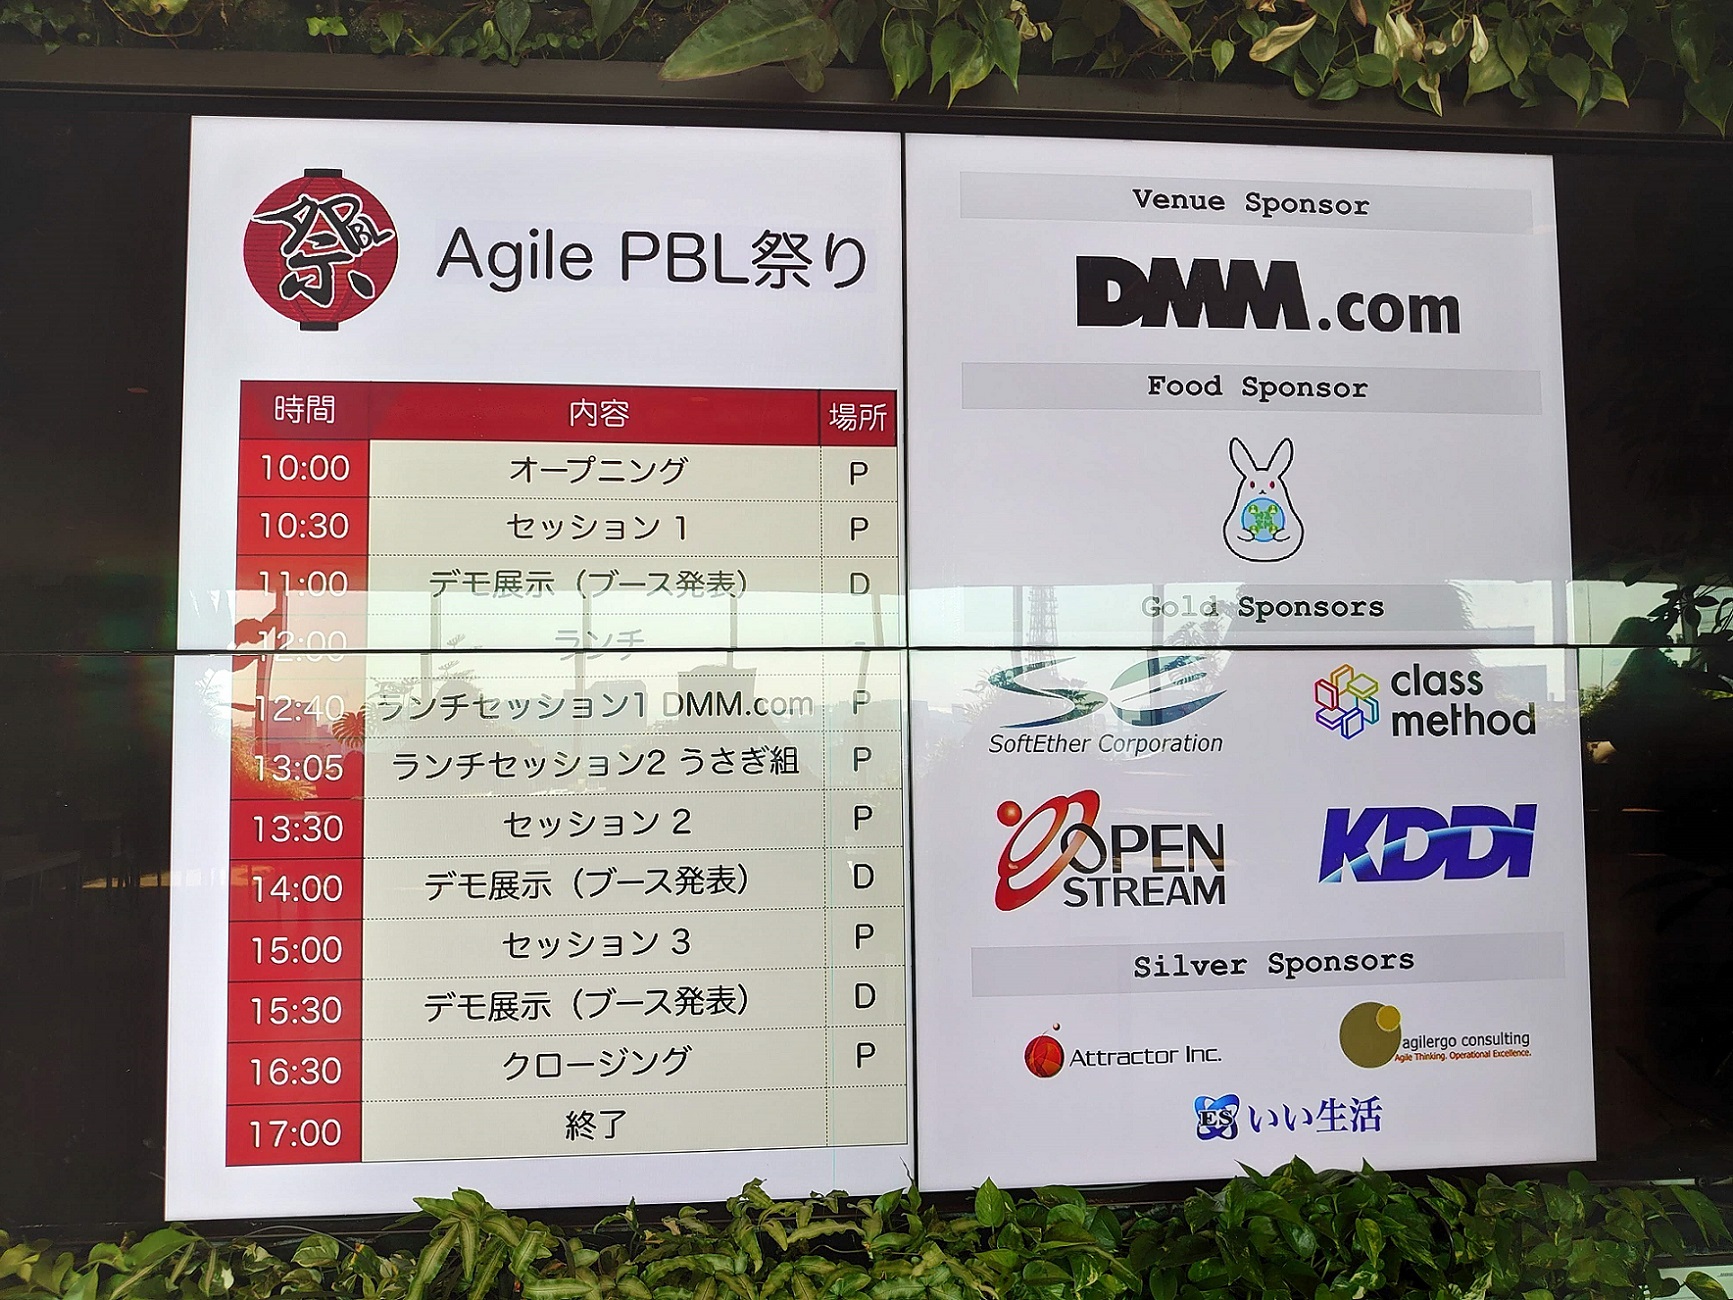 祭
PBL
Agile PBL祭り
時間 内容 場所
10:00 オープニング P
10:30 セッション 1 P
11:00 デモ展示（ブース発表） D
12:00 ランチ -
12:40 ランチセッション1 DMM.com P
13:05 ランチセッション2 うさぎ組 P
13:30 セッション 2 P
14:00 デモ展示（ブース発表） D
15:00 セッション 3 P
15:30 デモ展示（ブース発表） D
16:30 クロージング P
17:00 終了
Venue Sponsor
DMM.com
Food Sponsor
Gold Sponsors
SoftEther Corporation
class
method
OPEN
STREAM
KDDI
Silver Sponsors
Attractor Inc.
agilergo consulting
Agile Thinking. Operational Excellence.
ES いい生活